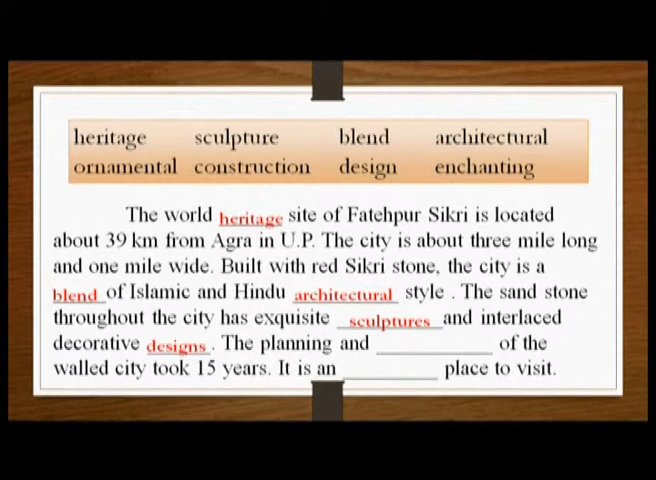 heritage sculpture blend architectural
ornamental construction design enchanting
The world heritage site of Fatehpur Sikri is located
about 39 km from Agra in U.P. The city is about three mile long
and one mile wide. Built with red Sikri stone, the city is a
blend of Islamic and Hindu architectural style . The sand stone
throughout the city has exquisite sculptures and interlaced
decorative designs . The planning and ____________ of the
walled city took 15 years. It is an __________ place to visit.